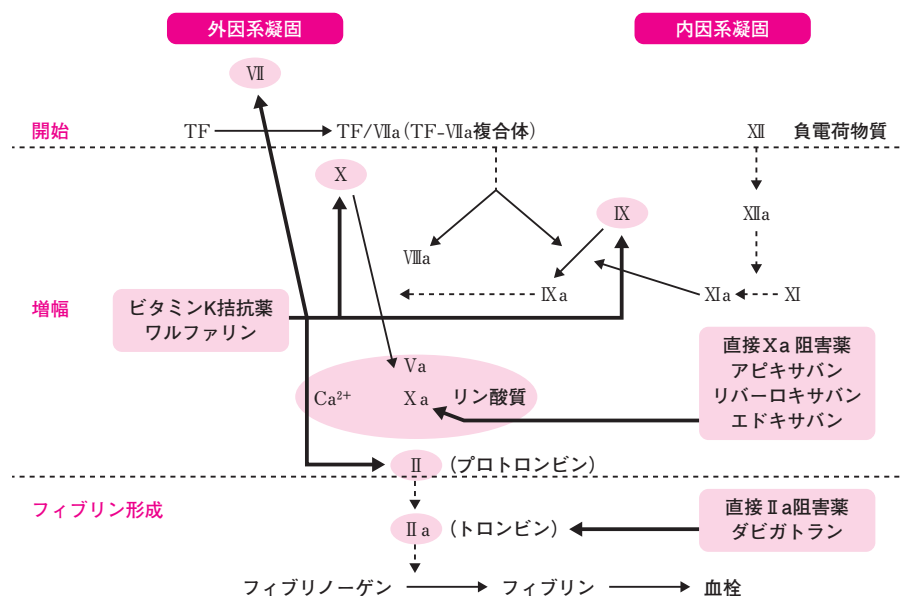 外因系凝固
内因系凝固
Ⅶ
開始
TF
TF/Ⅶa(TF-Ⅶa複合体)
Ⅻ
負電荷物質
Ⅹ
Ⅸ
Ⅻa
Ⅷa
Ⅸa
Ⅺa
Ⅺ
増幅
ビタミンK拮抗薬
ワルファリン
直接Ⅹa阻害薬
アピキサバン
リバーロキサバン
エドキサバン
Ⅴa
Ca²⁺
Ⅹa
リン酸質
Ⅱ
(プロトロンビン)
フィブリン形成
Ⅱa
(トロンビン)
直接Ⅱa阻害薬
ダビガトラン
フィブリノーゲン
フィブリン
血栓